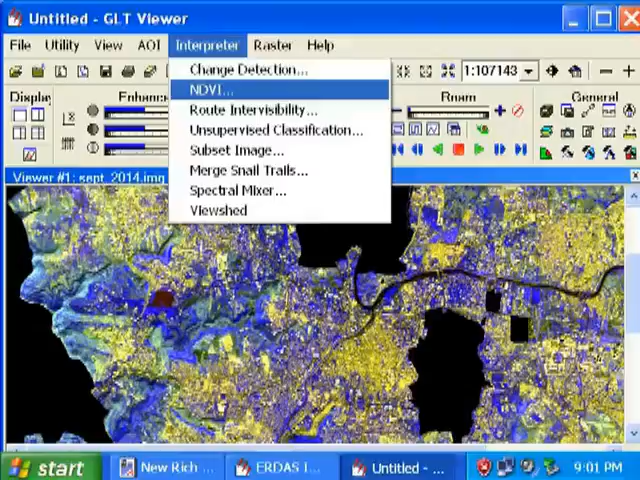 Untitled - GLT Viewer
File Utility View AOI Interpreter Raster Help
Change Detection...
NDVI...
Route Intervisibility...
Unsupervised Classification...
Subset Image...
Merge Snail Trails...
Spectral Mixer...
Viewshed
1:107143
Display Enhanc Roam General
Viewer #1: sept_2014.img
start New Rich ... ERDAS I... Untitled - ... 9:01 PM